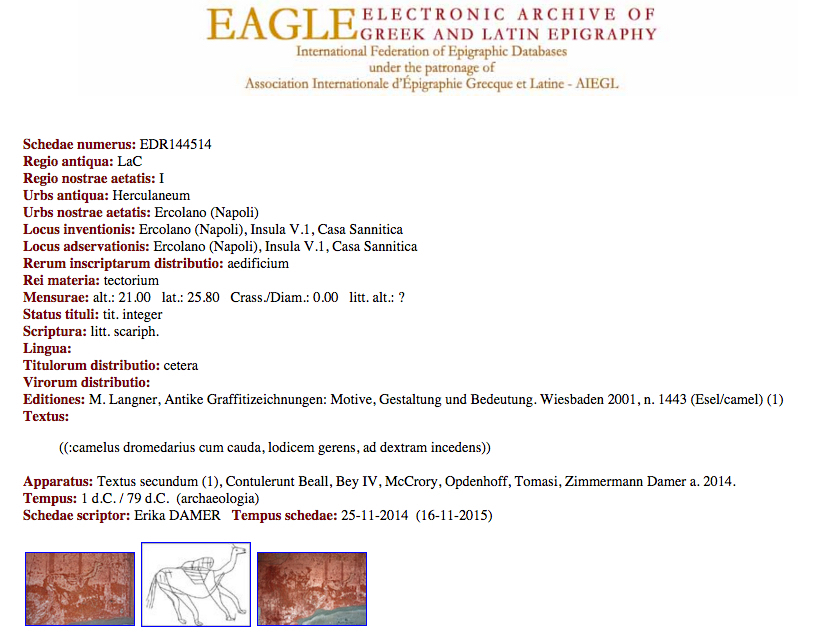 EAGLE ELECTRONIC ARCHIVE OF
GREEK AND LATIN EPIGRAPHY
International Federation of Epigraphic Databases
under the patronage of
Association Internationale d'Épigraphie Grecque et Latine - AIEGL
Schedae numerus: EDR144514
Regio antiqua: LaC
Regio nostrae aetatis: I
Urbs antiqua: Herculaneum
Urbs nostrae aetatis: Ercolano (Napoli)
Locus inventionis: Ercolano (Napoli), Insula V.1, Casa Sannitica
Locus adservationis: Ercolano (Napoli), Insula V.1, Casa Sannitica
Rerum inscriptarum distributio: aedificium
Rei materia: tectorium
Mensurae: alt.: 21.00 lat.: 25.80 Crass./Diam.: 0.00 litt. alt.: ?
Status tituli: tit. integer
Scriptura: litt. scariph.
Lingua:
Titulorum distributio: cetera
Virorum distributio:
Editiones: M. Langner, Antike Graffitizeichnungen: Motive, Gestaltung und Bedeutung. Wiesbaden 2001, n. 1443 (Esel/camel) (1)
Textus:
((:camelus dromedarius cum cauda, lodicem gerens, ad dextram incedens))
Apparatus: Textus secundum (1), Contulerunt Beall, Bey IV, McCrory, Opdenhoff, Tomasi, Zimmermann Damer a. 2014.
Tempus: 1 d.C. / 79 d.C. (archaeologia)
Schedae scriptor: Erika DAMER Tempus schedae: 25-11-2014 (16-11-2015)